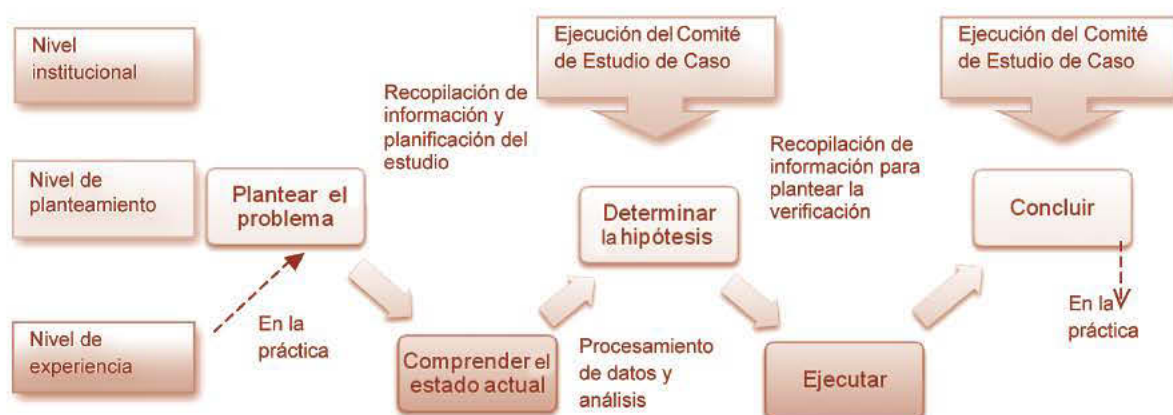 Nivel
institucional
Ejecución del Comité
de Estudio de Caso
Ejecución del Comité
de Estudio de Caso
Recopilación de
información y
planificación del
estudio
Recopilación de
información para
plantear la
verificación
Nivel de
planteamiento
Plantear el
problema
Determinar
la hipótesis
Concluir
Nivel de
experiencia
En la
práctica
Comprender el
estado actual
Procesamiento
de datos y
análisis
Ejecutar
En la
práctica